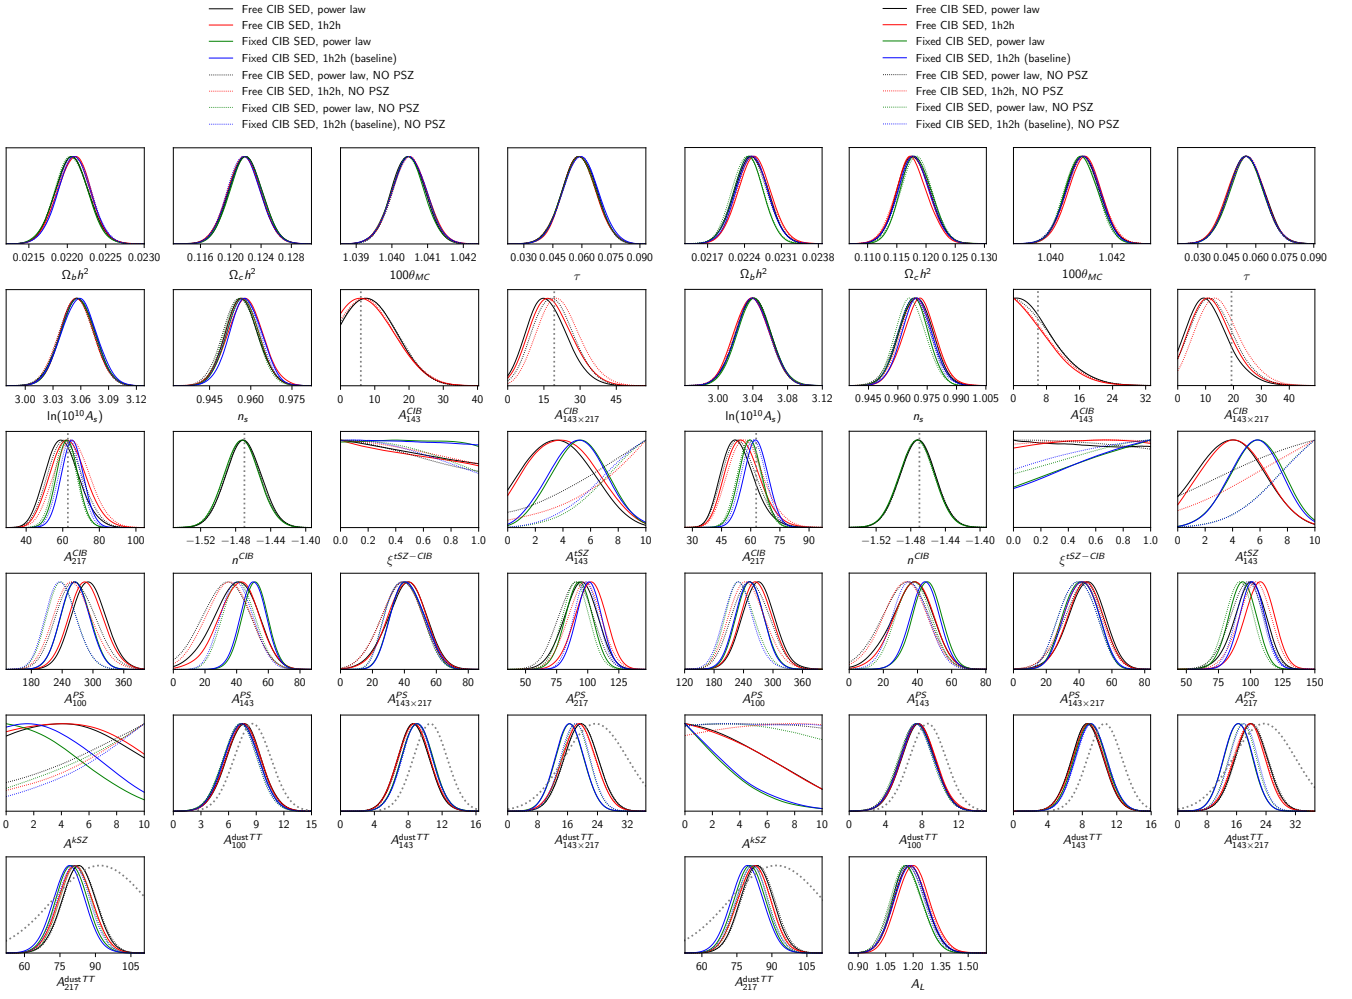 Free CIB SED, power law
Free CIB SED, 1h2h
Fixed CIB SED, power law
Fixed CIB SED, 1h2h (baseline)
Free CIB SED, power law, NO PSZ
Free CIB SED, 1h2h, NO PSZ
Fixed CIB SED, power law, NO PSZ
Fixed CIB SED, 1h2h (baseline), NO PSZ
Free CIB SED, power law
Free CIB SED, 1h2h
Fixed CIB SED, power law
Fixed CIB SED, 1h2h (baseline)
Free CIB SED, power law, NO PSZ
Free CIB SED, 1h2h, NO PSZ
Fixed CIB SED, power law, NO PSZ
Fixed CIB SED, 1h2h (baseline), NO PSZ
0.0215 0.0220 0.0225 0.0230 0.116 0.120 0.124 0.128 1.039 1.040 1.041 1.042 0.030 0.045 0.060 0.075 0.090 0.0217 0.0224 0.0231 0.0238 0.110 0.115 0.120 0.125 0.130 1.040 1.042 0.030 0.045 0.060 0.075 0.090
Ω_b h² Ω_c h² 100θ_MC τ Ω_b h² Ω_c h² 100θ_MC τ
3.00 3.03 3.06 3.09 3.12 0.945 0.960 0.975 0 10 20 30 40 0 15 30 45 3.00 3.04 3.08 3.12 0.945 0.960 0.975 0.990 1.005 0 8 16 24 32 0 10 20 30 40
ln(10¹⁰A_s) n_s A^CIB_143 A^CIB_143×217 ln(10¹⁰A_s) n_s A^CIB_143 A^CIB_143×217
40 60 80 100 −1.52 −1.48 −1.44 −1.40 0.0 0.2 0.4 0.6 0.8 1.0 0 2 4 6 8 10 30 45 60 75 90 −1.52 −1.48 −1.44 −1.40 0.0 0.2 0.4 0.6 0.8 1.0 0 2 4 6 8 10
A^CIB_217 n^CIB ξ^tSZ−CIB A^tSZ_143 A^CIB_217 n^CIB ξ^tSZ−CIB A^tSZ_143
180 240 300 360 0 20 40 60 80 0 20 40 60 80 50 75 100 125 120 180 240 300 360 0 20 40 60 80 0 20 40 60 80 50 75 100 125 150
A^PS_100 A^PS_143 A^PS_143×217 A^PS_217 A^PS_100 A^PS_143 A^PS_143×217 A^PS_217
0 2 4 6 8 10 0 3 6 9 12 15 0 4 8 12 16 0 8 16 24 32 0 2 4 6 8 10 0 4 8 12 0 4 8 12 16 0 8 16 24 32
A^kSZ A^dust TT_100 A^dust TT_143 A^dust TT_143×217 A^kSZ A^dust TT_100 A^dust TT_143 A^dust TT_143×217
60 75 90 105 60 75 90 105 0.90 1.05 1.20 1.35 1.50
A^dust TT_217 A^dust TT_217 A_L